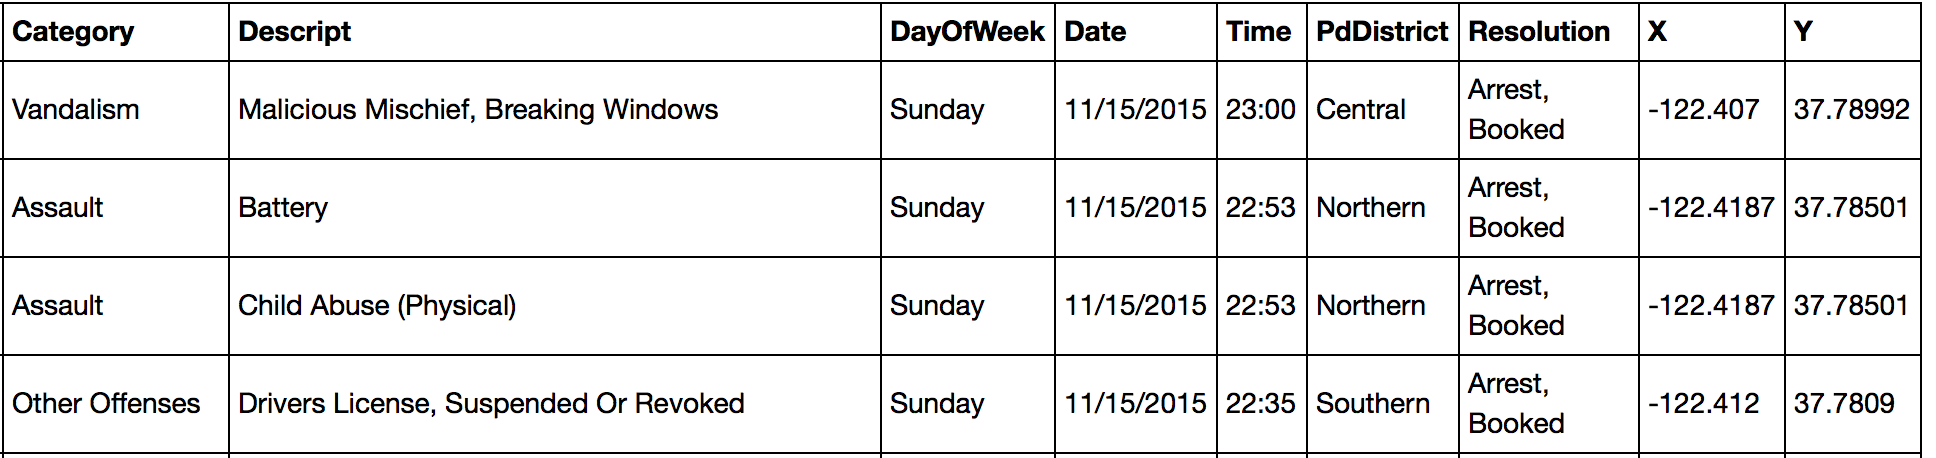 Category Descript DayOfWeek Date Time PdDistrict Resolution X Y
Vandalism Malicious Mischief, Breaking Windows Sunday 11/15/2015 23:00 Central Arrest, Booked -122.407 37.78992
Assault Battery Sunday 11/15/2015 22:53 Northern Arrest, Booked -122.4187 37.78501
Assault Child Abuse (Physical) Sunday 11/15/2015 22:53 Northern Arrest, Booked -122.4187 37.78501
Other Offenses Drivers License, Suspended Or Revoked Sunday 11/15/2015 22:35 Southern Arrest, Booked -122.412 37.7809